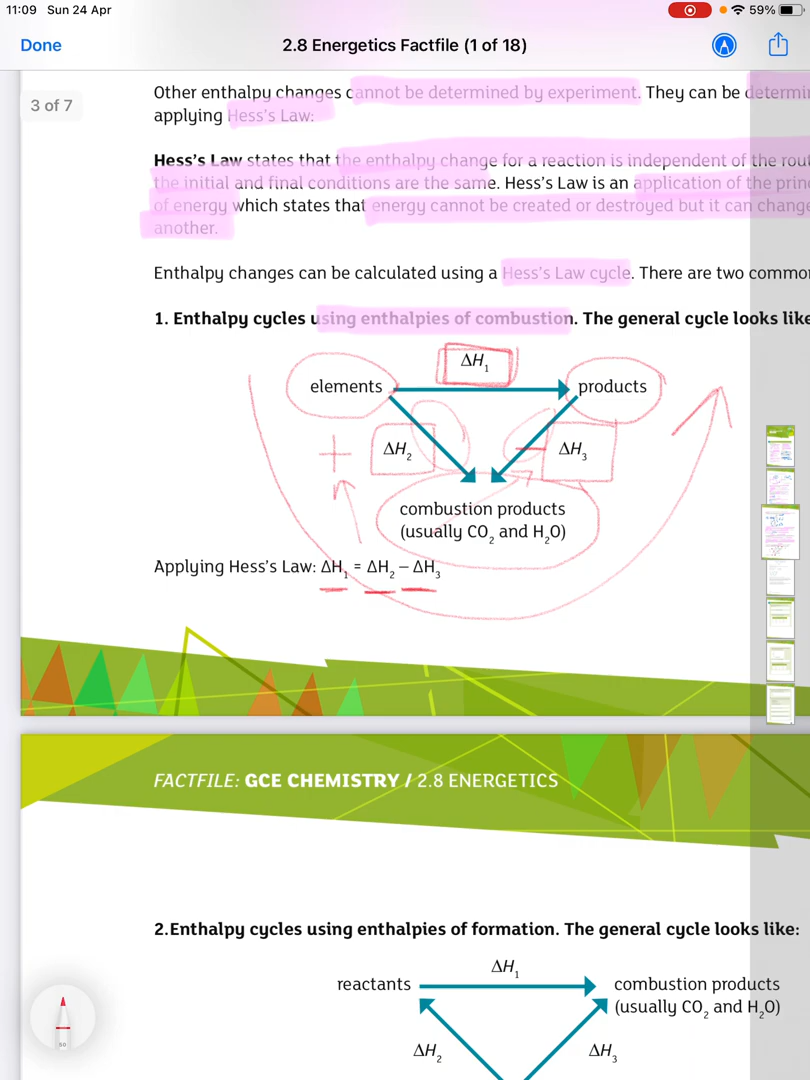 11:09 Sun 24 Apr
59%
Done
2.8 Energetics Factfile (1 of 18)
3 of 7
Other enthalpy changes cannot be determined by experiment. They can be determi
applying Hess's Law:
Hess's Law states that the enthalpy change for a reaction is independent of the rou
the initial and final conditions are the same. Hess's Law is an application of the prin
of energy which states that energy cannot be created or destroyed but it can change
another.
Enthalpy changes can be calculated using a Hess's Law cycle. There are two commo
1. Enthalpy cycles using enthalpies of combustion. The general cycle looks like
ΔH₁
elements
products
+
ΔH₂
−
ΔH₃
combustion products
(usually CO₂ and H₂O)
Applying Hess's Law: ΔH₁ = ΔH₂ – ΔH₃
FACTFILE: GCE CHEMISTRY / 2.8 ENERGETICS
2.Enthalpy cycles using enthalpies of formation. The general cycle looks like:
ΔH₁
reactants
combustion products
(usually CO₂ and H₂O)
ΔH₂
ΔH₃